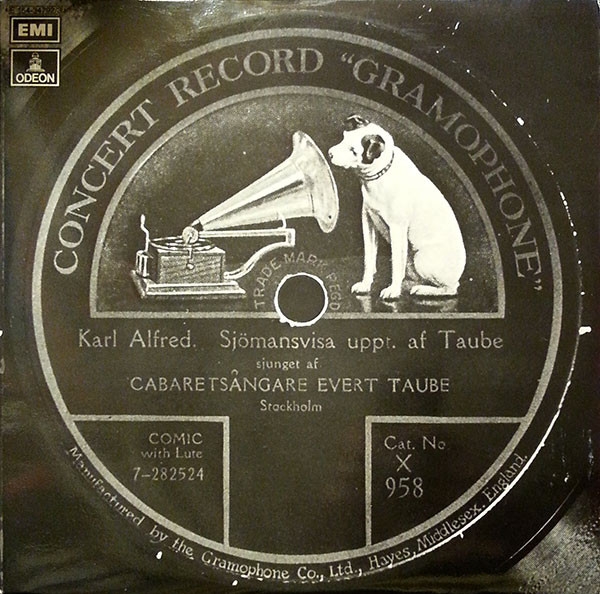 EMI
ODEON
CONCERT RECORD "GRAMOPHONE"
TRADE MARK REGD
Karl Alfred. Sjömansvisa uppt. af Taube
sjunget af
CABARETSÅNGARE EVERT TAUBE
Stockholm
COMIC
with Lute
7-282524
Cat. No
X
958
Manufactured by the Gramophone Co., Ltd., Hayes, Middlesex, England.